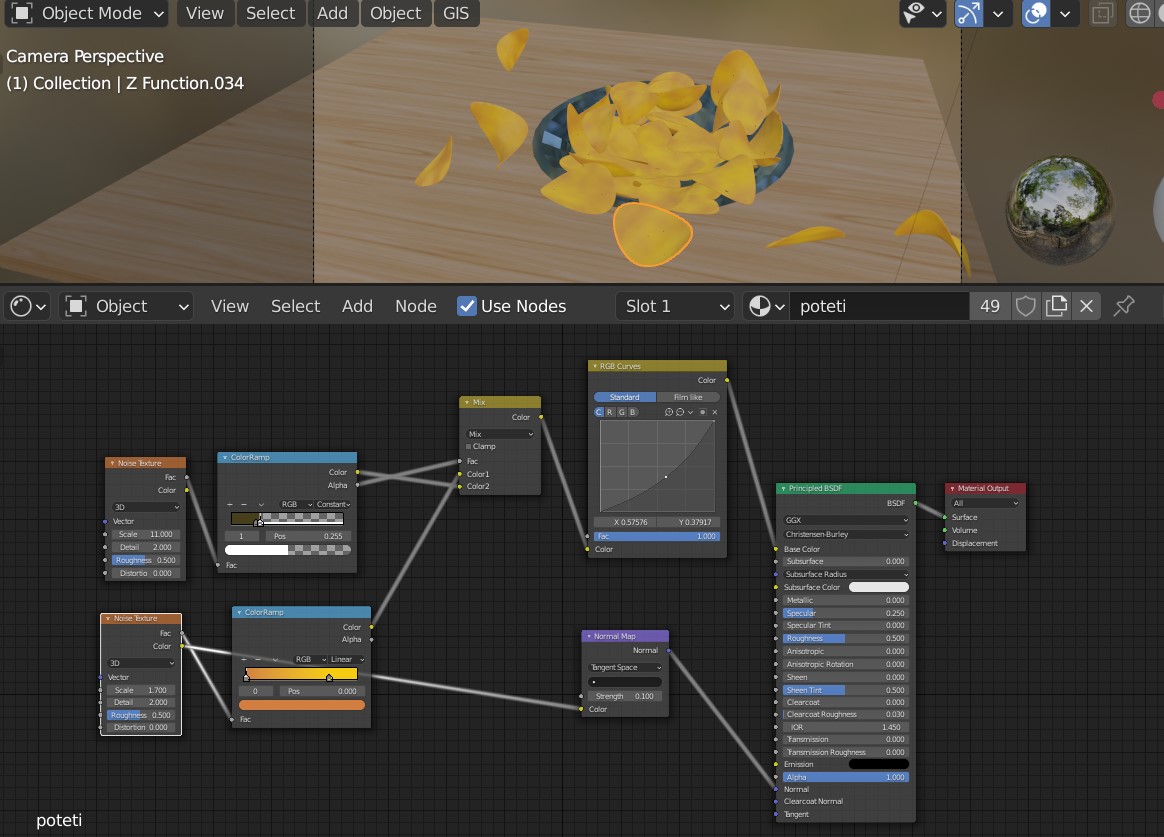 Object Mode View Select Add Object GIS
Camera Perspective
(1) Collection | Z Function.034
Object View Select Add Node Use Nodes Slot 1 poteti 49
Noise Texture
Fac
Color
3D
Vector
Scale 11.000
Detail 2.000
Roughness 0.500
Distortio 0.000
ColorRamp
Color
Alpha
RGB Constant
1 Pos 0.255
Fac
Mix
Color
Mix
Clamp
Fac
Color1
Color2
RGB Curves
Color
Standard Film like
C R G B
X 0.57576 Y 0.37917
Fac 1.000
Color
Noise Texture
Fac
Color
3D
Vector
Scale 1.700
Detail 2.000
Roughness 0.500
Distortion 0.000
ColorRamp
Color
Alpha
RGB Linear
0 Pos 0.000
Fac
Normal Map
Normal
Tangent Space
Strength 0.100
Color
Principled BSDF
BSDF
GGX
Christensen-Burley
Base Color
Subsurface 0.000
Subsurface Radius
Subsurface Color
Metallic 0.000
Specular 0.250
Specular Tint 0.000
Roughness 0.500
Anisotropic 0.000
Anisotropic Rotation 0.000
Sheen 0.000
Sheen Tint 0.500
Clearcoat 0.000
Clearcoat Roughness 0.030
IOR 1.450
Transmission 0.000
Transmission Roughness 0.000
Emission
Alpha 1.000
Normal
Clearcoat Normal
Tangent
Material Output
All
Surface
Volume
Displacement
poteti